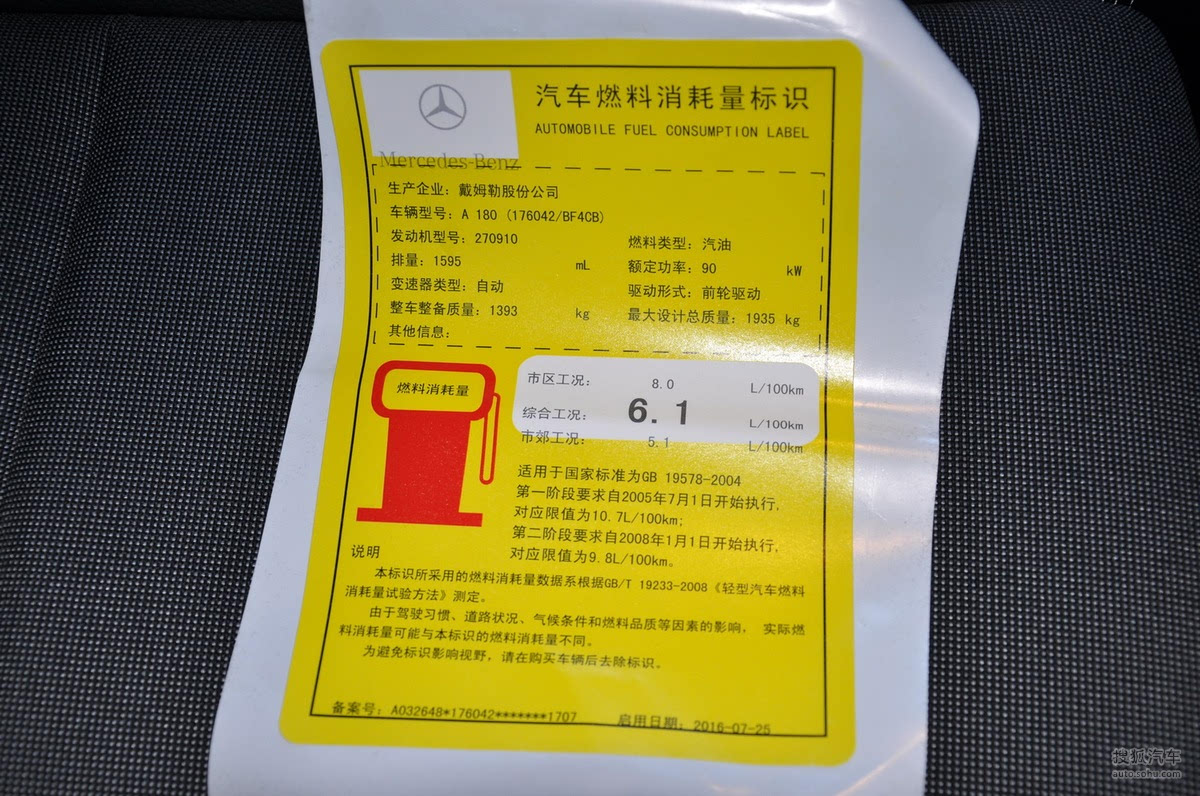 汽车燃料消耗量标识
AUTOMOBILE FUEL CONSUMPTION LABEL
Mercedes-Benz
生产企业: 戴姆勒股份公司
车辆型号: A 180 (176042/BF4CB)
发动机型号: 270910
燃料类型: 汽油
排量: 1595 mL
额定功率: 90 kW
变速器类型: 自动
驱动形式: 前轮驱动
整车整备质量: 1393 kg
最大设计总质量: 1935 kg
其他信息:
燃料消耗量
市区工况: 8.0 L/100km
综合工况: 6.1 L/100km
市郊工况: 5.1 L/100km
适用于国家标准为GB 19578-2004
第一阶段要求自2005年7月1日开始执行,
对应限值为10.7L/100km;
第二阶段要求自2008年1月1日开始执行,
对应限值为9.8L/100km。
说明
本标识所采用的燃料消耗量数据系根据GB/T 19233-2008《轻型汽车燃料
消耗量试验方法》测定。
由于驾驶习惯、道路状况、气候条件和燃料品质等因素的影响, 实际燃
料消耗量可能与本标识的燃料消耗量不同。
为避免标识影响视野, 请在购买车辆后去除标识。
备案号: A032648*176042*******1707 启用日期: 2016-07-25
搜狐汽车
auto.sohu.com